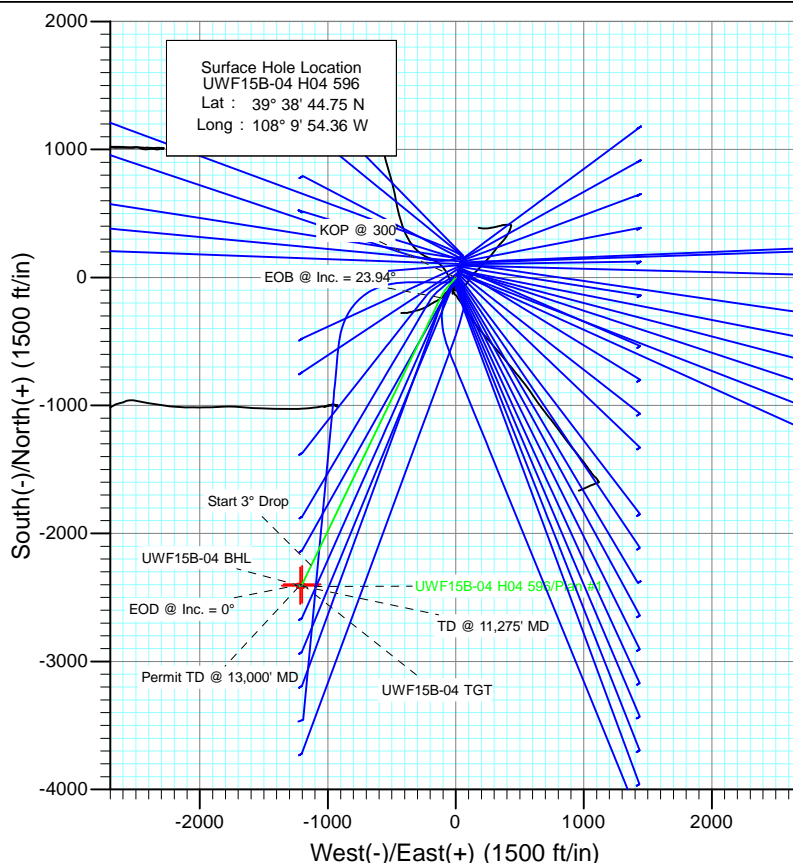 2000
Surface Hole Location
UWF15B-04 H04 596
Lat : 39° 38' 44.75 N
Long : 108° 9' 54.36 W
1000
KOP @ 300
EOB @ Inc. = 23.94°
0
-1000
South(-)/North(+) (1500 ft/in)
Start 3° Drop
-2000
UWF15B-04 BHL
UWF15B-04 H04 596/Plan #1
EOD @ Inc. = 0°
TD @ 11,275' MD
-3000
Permit TD @ 13,000' MD
UWF15B-04 TGT
-4000
-2000 -1000 0 1000 2000
West(-)/East(+) (1500 ft/in)